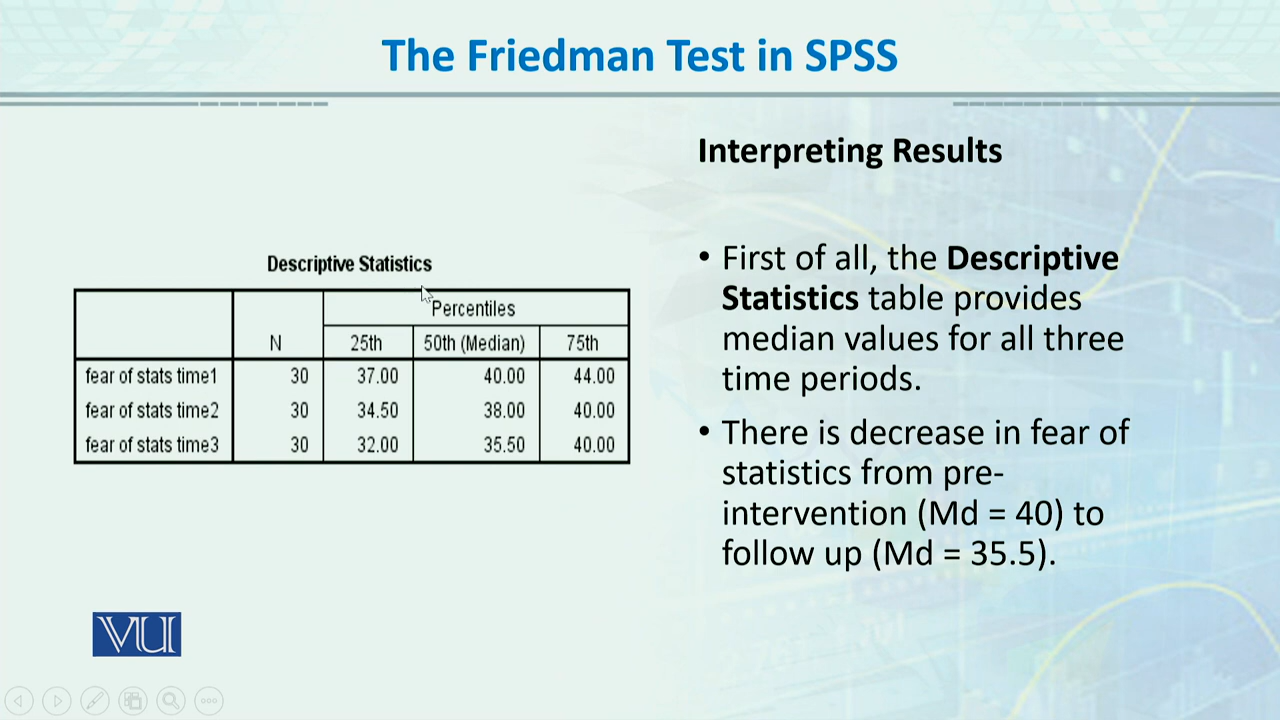 The Friedman Test in SPSS
Interpreting Results
Descriptive Statistics
Percentiles
N 25th 50th (Median) 75th
fear of stats time1 30 37.00 40.00 44.00
fear of stats time2 30 34.50 38.00 40.00
fear of stats time3 30 32.00 35.50 40.00
• First of all, the Descriptive
Statistics table provides
median values for all three
time periods.
• There is decrease in fear of
statistics from pre-
intervention (Md = 40) to
follow up (Md = 35.5).
VU